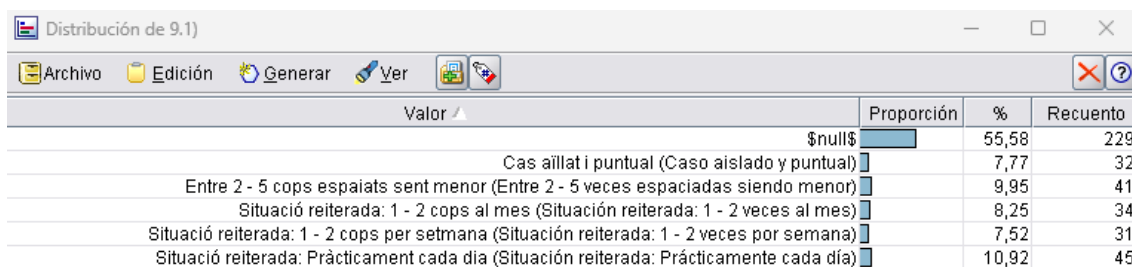 Distribución de 9.1)
Archivo Edición Generar Ver
Valor Proporción % Recuento
$null$ 55,58 229
Cas aïllat i puntual (Caso aislado y puntual) 7,77 32
Entre 2 - 5 cops espaiats sent menor (Entre 2 - 5 veces espaciadas siendo menor) 9,95 41
Situació reiterada: 1 - 2 cops al mes (Situación reiterada: 1 - 2 veces al mes) 8,25 34
Situació reiterada: 1 - 2 cops per setmana (Situación reiterada: 1 - 2 veces por semana) 7,52 31
Situació reiterada: Pràcticament cada dia (Situación reiterada: Prácticamente cada día) 10,92 45